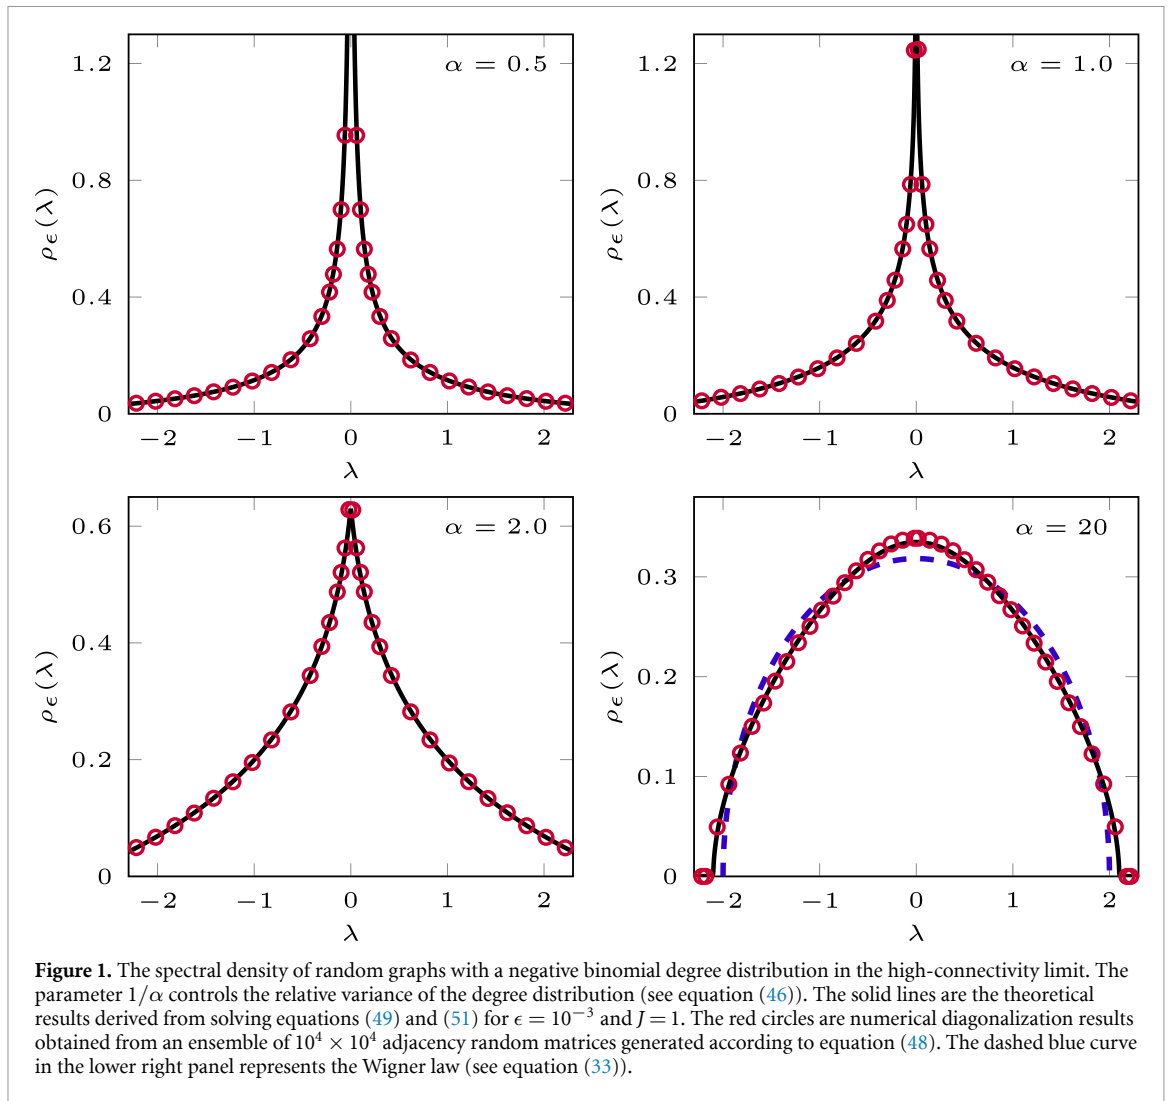 1.2
0.8
0.4
0
ρϵ(λ)
α = 0.5
−2 −1 0 1 2
λ
1.2
0.8
0.4
0
ρϵ(λ)
α = 1.0
−2 −1 0 1 2
λ
0.6
0.4
0.2
0
ρϵ(λ)
α = 2.0
−2 −1 0 1 2
λ
0.3
0.2
0.1
0
ρϵ(λ)
α = 20
−2 −1 0 1 2
λ
Figure 1. The spectral density of random graphs with a negative binomial degree distribution in the high-connectivity limit. The
parameter 1/α controls the relative variance of the degree distribution (see equation (46)). The solid lines are the theoretical
results derived from solving equations (49) and (51) for ϵ = 10⁻³ and J = 1. The red circles are numerical diagonalization results
obtained from an ensemble of 10⁴ × 10⁴ adjacency random matrices generated according to equation (48). The dashed blue curve
in the lower right panel represents the Wigner law (see equation (33)).